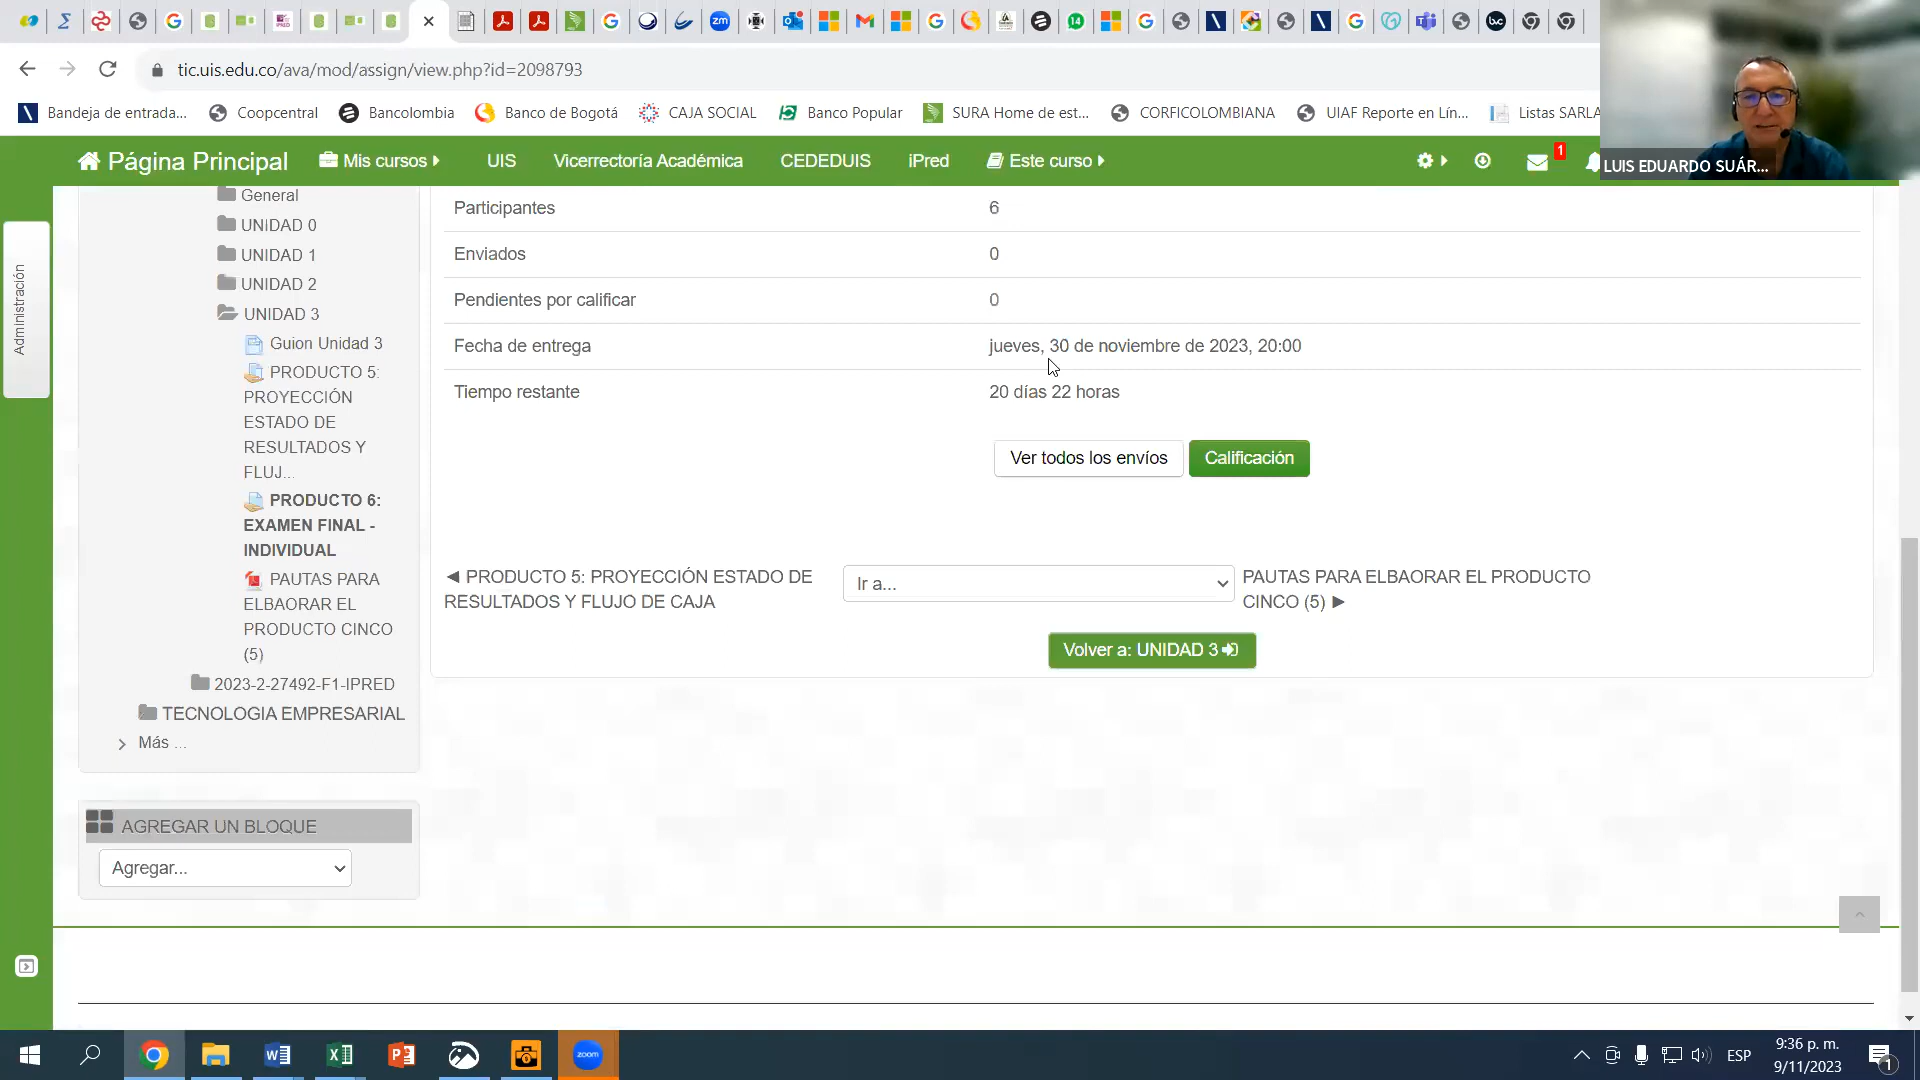 tic.uis.edu.co/ava/mod/assign/view.php?id=2098793
Bandeja de entrada...
Coopcentral
Bancolombia
Banco de Bogotá
CAJA SOCIAL
Banco Popular
SURA Home de est...
CORFICOLOMBIANA
UIAF Reporte en Lín...
Listas SARLA
LUIS EDUARDO SUÁR...
Página Principal
Mis cursos
UIS
Vicerrectoría Académica
CEDEDUIS
iPred
Este curso
1
Administración
General
UNIDAD 0
UNIDAD 1
UNIDAD 2
UNIDAD 3
Guion Unidad 3
PRODUCTO 5:
PROYECCIÓN
ESTADO DE
RESULTADOS Y
FLUJ...
PRODUCTO 6:
EXAMEN FINAL -
INDIVIDUAL
PAUTAS PARA
ELBAORAR EL
PRODUCTO CINCO
(5)
2023-2-27492-F1-IPRED
TECNOLOGIA EMPRESARIAL
Más ...
AGREGAR UN BLOQUE
Agregar...
Participantes 6
Enviados 0
Pendientes por calificar 0
Fecha de entrega jueves, 30 de noviembre de 2023, 20:00
Tiempo restante 20 días 22 horas
Ver todos los envíos
Calificación
◄ PRODUCTO 5: PROYECCIÓN ESTADO DE
RESULTADOS Y FLUJO DE CAJA
Ir a...
PAUTAS PARA ELBAORAR EL PRODUCTO
CINCO (5) ►
Volver a: UNIDAD 3
zoom
ESP
9:36 p. m.
9/11/2023
1